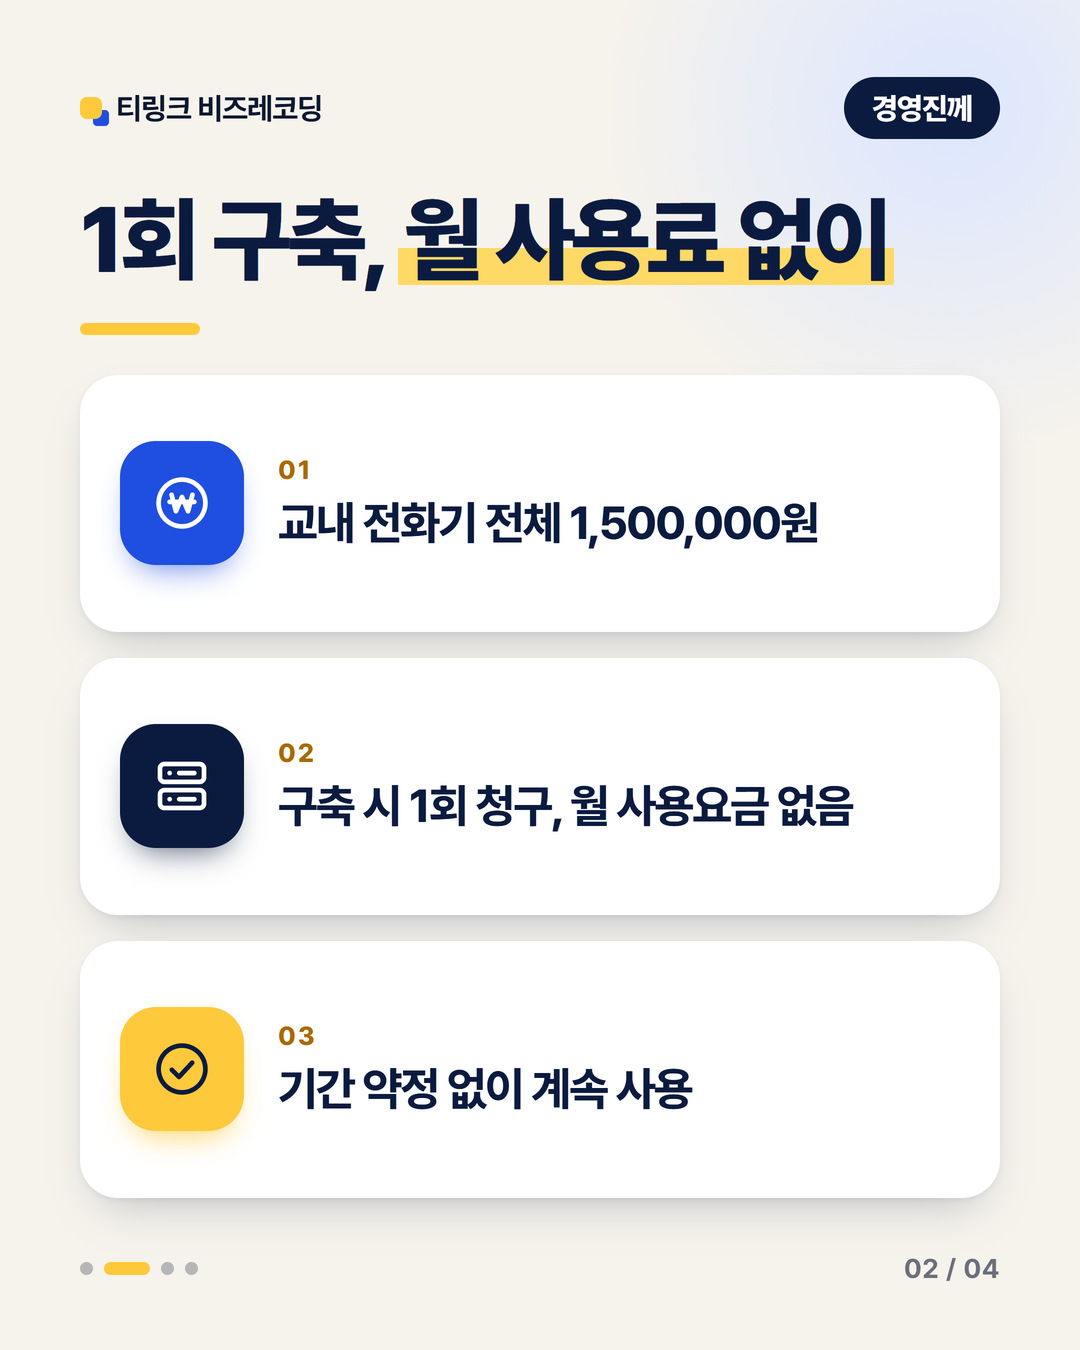 티링크 비즈레코딩
경영진께
1회 구축, 월 사용료 없이
01
교내 전화기 전체 1,500,000원
02
구축 시 1회 청구, 월 사용요금 없음
03
기간 약정 없이 계속 사용
02 / 04